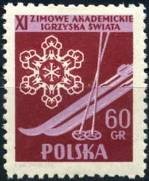 XI ZIMOWE AKADEMICKIE
IGRZYSKA ŚWIATA
60
GR
POLSKA